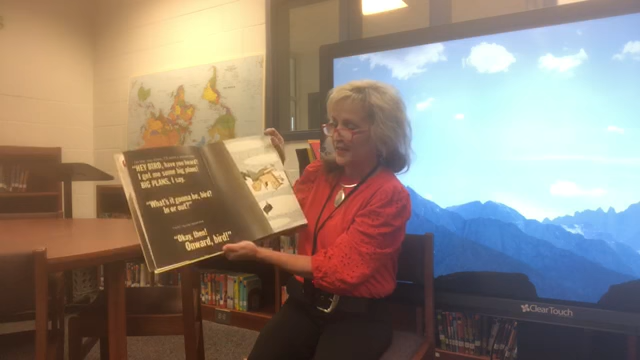 "HEY BIRD, have you heard?
I got me some big plans!
BIG PLANS, I say.
"What's it gonna be, bird?
In or out?"
"Okay, then!
Onward, bird!"
ClearTouch